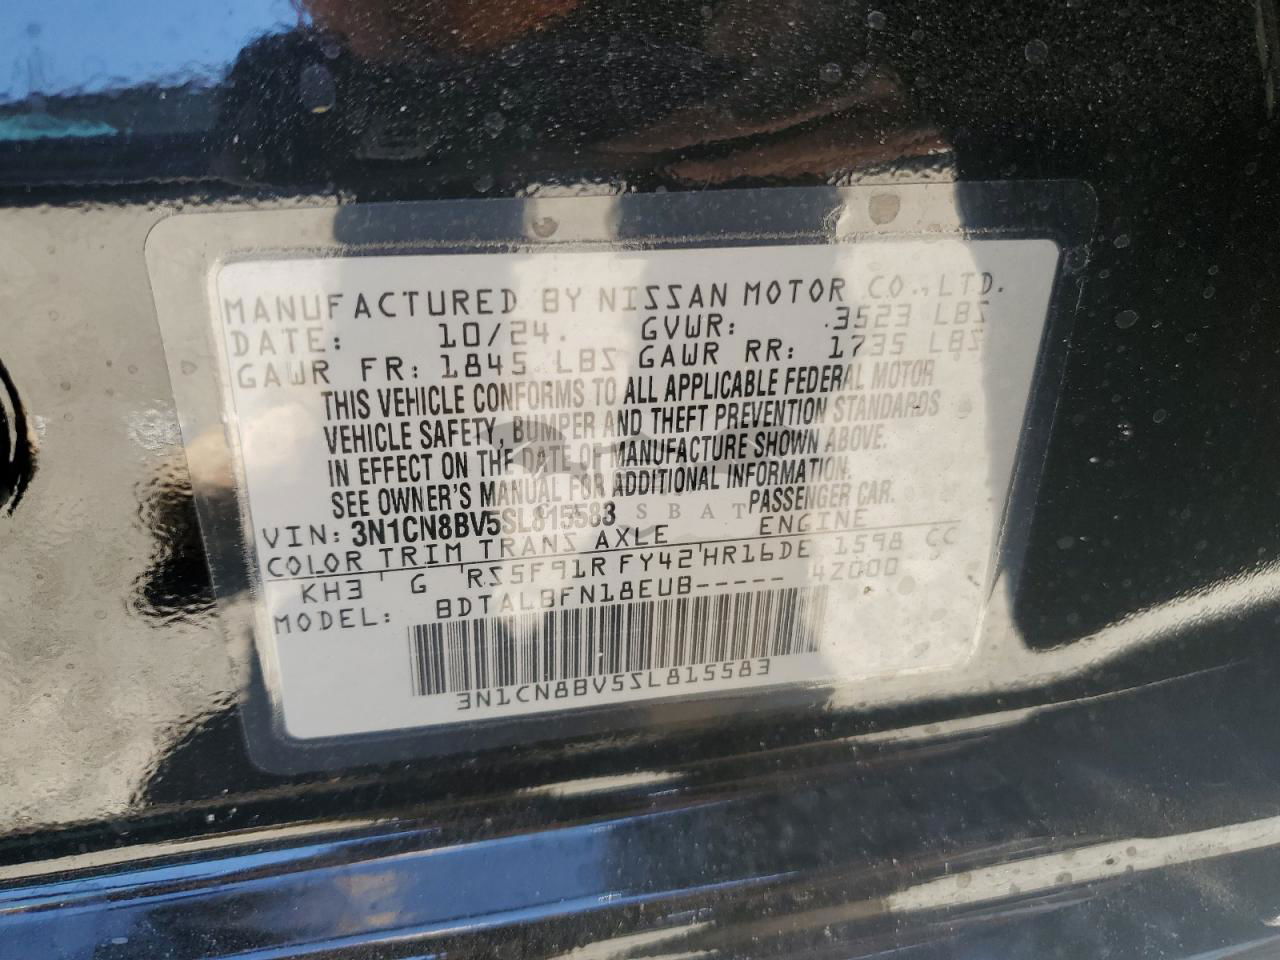 MANUFACTURED BY NISSAN MOTOR CO., LTD.
DATE: 10/24. GVWR: 3523 LBS
GAWR FR: 1845 LBS GAWR RR: 1735 LBS
THIS VEHICLE CONFORMS TO ALL APPLICABLE FEDERAL MOTOR
VEHICLE SAFETY, BUMPER AND THEFT PREVENTION STANDARDS
IN EFFECT ON THE DATE OF MANUFACTURE SHOWN ABOVE.
SEE OWNER'S MANUAL FOR ADDITIONAL INFORMATION.
VIN: 3N1CN8BV5SL815583 PASSENGER CAR.
COLOR TRIM TRANS AXLE ENGINE
KH3 G RS5F91R FY42 HR16DE 1598 CC
MODEL: BDTALBFN18EUB----- 4Z000
3N1CN8BV5SL815583